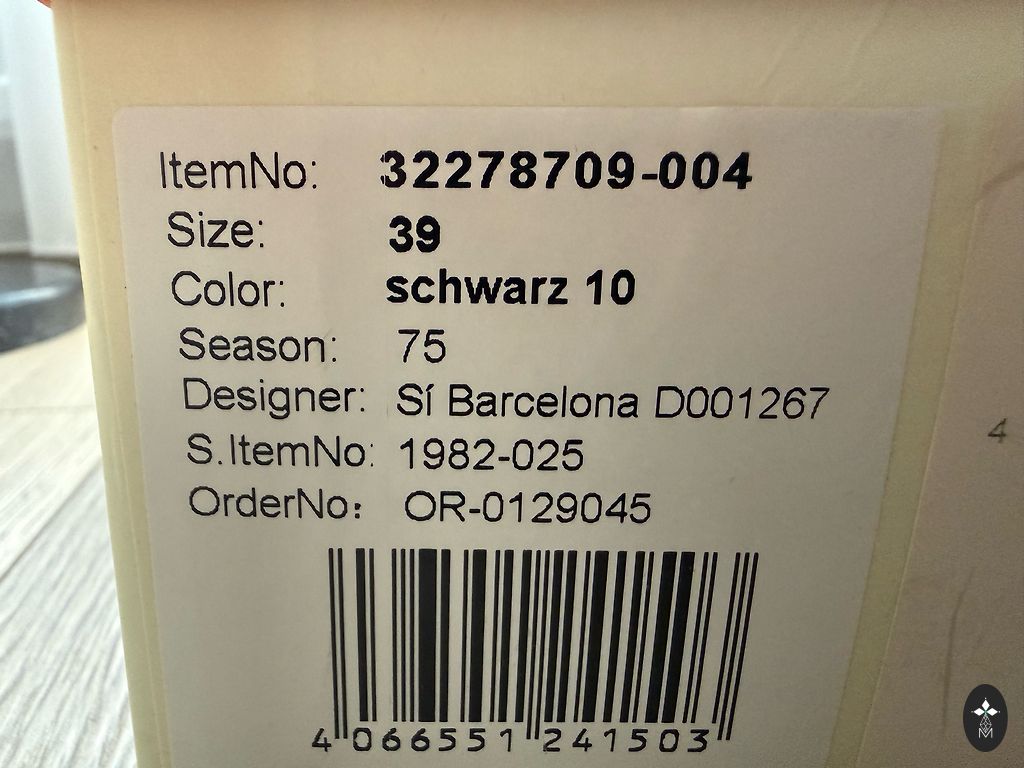 ItemNo: 32278709-004
Size: 39
Color: schwarz 10
Season: 75
Designer: Sí Barcelona D001267
S.ItemNo: 1982-025
OrderNo: OR-0129045
4 066551 241503
4
M